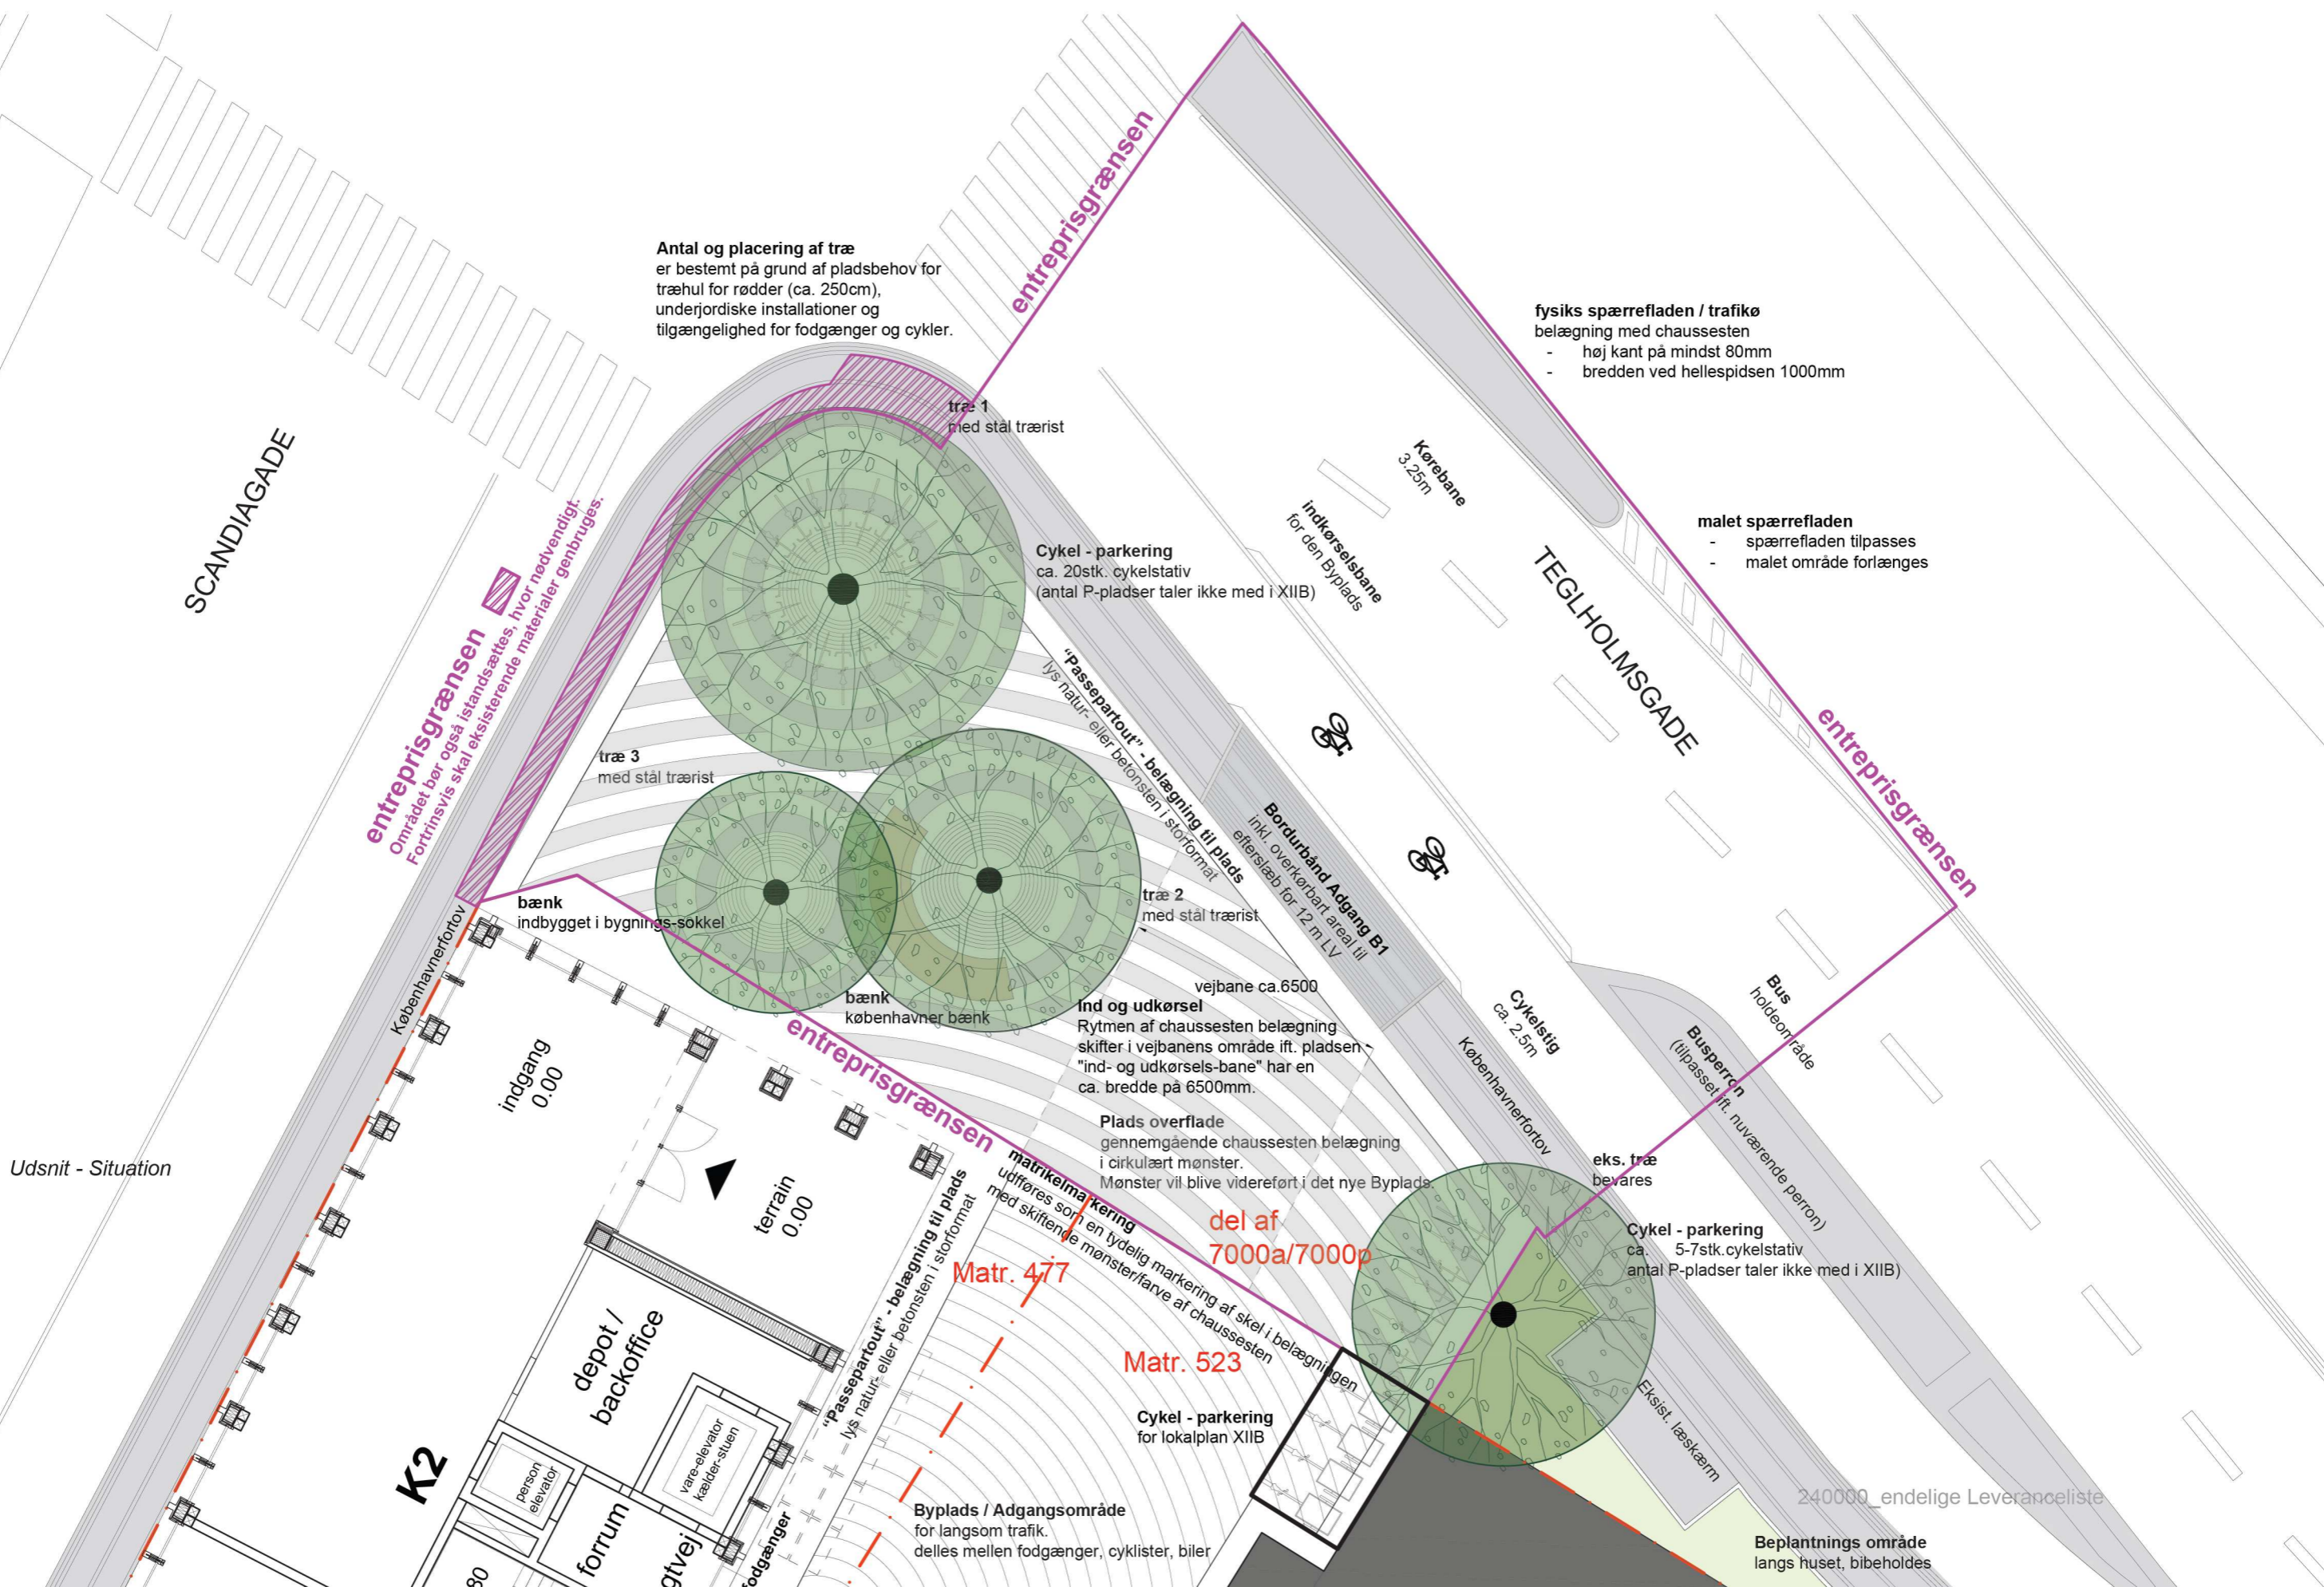 entreprisgrænsen
Antal og placering af træ
er bestemt på grund af pladsbehov for
træhul for rødder (ca. 250cm),
underjordiske installationer og
tilgængelighed for fodgænger og cykler.
fysiks spærrefladen / trafikø
belægning med chaussesten
- høj kant på mindst 80mm
- bredden ved hellespidsen 1000mm
træ 1
med stål trærist
SCANDIAGADE
Kørebane
3.25m
indkørselsbane
for den Byplads
malet spærrefladen
- spærrefladen tilpasses
- malet område forlænges
TEGLHOLMSGADE
Cykel - parkering
ca. 20stk. cykelstativ
(antal P-pladser taler ikke med i XIIB)
entreprisgrænsen
Området bør også istandsættes, hvor nødvendigt.
Fortrinsvis skal eksisterende materialer genbruges.
"Passepartout" - belægning til plads
lys natur- eller betonsten i storformat
træ 3
med stål trærist
entreprisgrænsen
Bordurbånd Adgang B1
inkl. overkørbart areal til
efterslæb for 12 m LV
træ 2
med stål trærist
bænk
indbygget i bygnings-sokkel
Københavnerfortov
bænk
københavner bænk
vejbane ca.6500
Ind og udkørsel
Rytmen af chaussesten belægning
skifter i vejbanens område ift. pladsen
"ind- og udkørsels-bane" har en
ca. bredde på 6500mm.
Cykelstig
ca. 2.5m
Bus
holdeområde
Busperron
(tilpasset ift. nuværende perron)
Københavnerfortov
entreprisgrænsen
indgang
0.00
Plads overflade
gennemgående chaussesten belægning
i cirkulært mønster.
Mønster vil blive videreført i det nye Byplads.
Udsnit - Situation
eks. træ
bevares
terrain
0.00
matrikelmarkering
udføres som en tydelig markering af skel i belægningen
med skiftende mønster/farve af chaussesten
del af
7000a/7000p
Cykel - parkering
ca. 5-7stk.cykelstativ
antal P-pladser taler ikke med i XIIB)
Matr. 477
"Passepartout" - belægning til plads
lys natur- eller betonsten i storformat
depot /
backoffice
Matr. 523
Cykel - parkering
for lokalplan XIIB
Eksist. læskærm
K2
person
elevator
vare-elevator
kælder-stuen
240000_endelige Leveranceliste
Byplads / Adgangsområde
for langsom trafik.
delles mellen fodgænger, cyklister, biler
Beplantnings område
langs huset, bibeholdes
forrum
gtvej
fodgænger
80